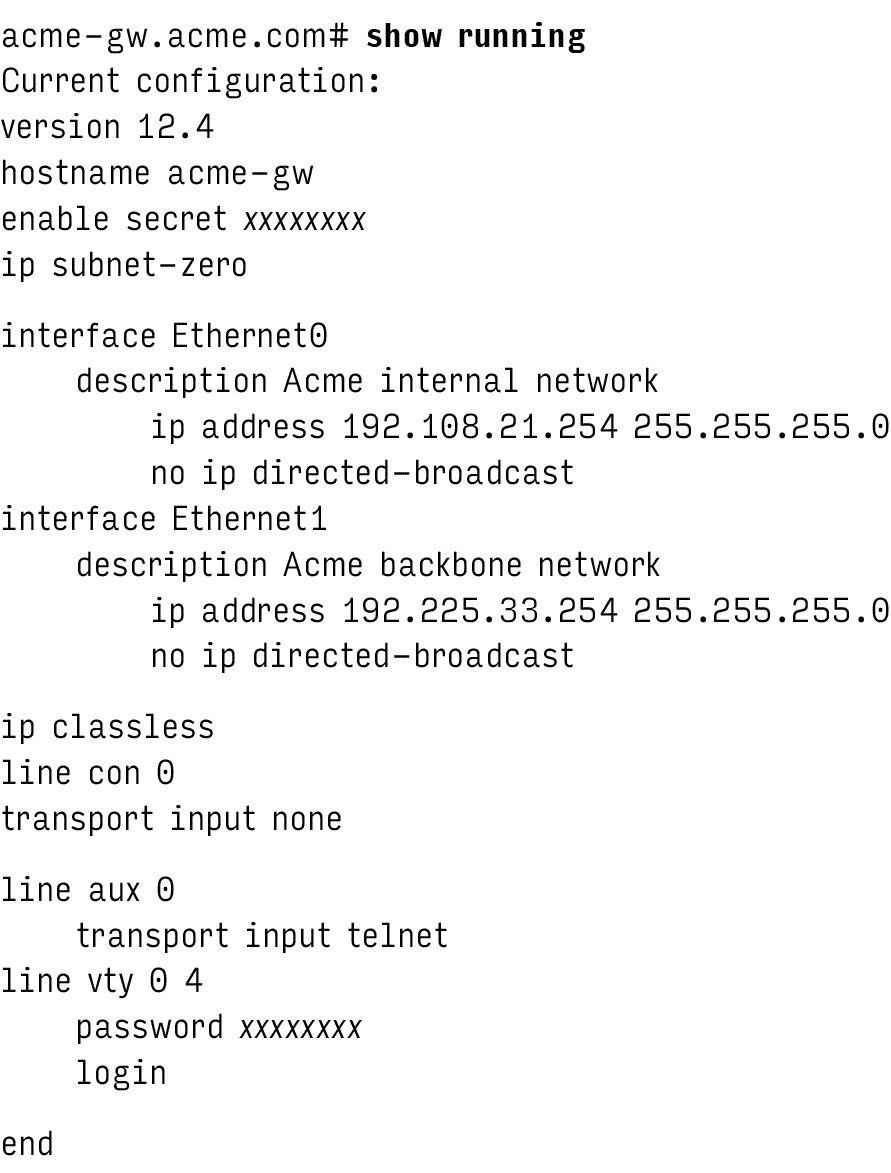 acme-gw.acme.com# show running
Current configuration:
version 12.4
hostname acme-gw
enable secret xxxxxxxx
ip subnet-zero
interface Ethernet0
description Acme internal network
ip address 192.108.21.254 255.255.255.0
no ip directed-broadcast
interface Ethernet1
description Acme backbone network
ip address 192.225.33.254 255.255.255.0
no ip directed-broadcast
ip classless
line con 0
transport input none
line aux 0
transport input telnet
line vty 0 4
password xxxxxxxx
login
end